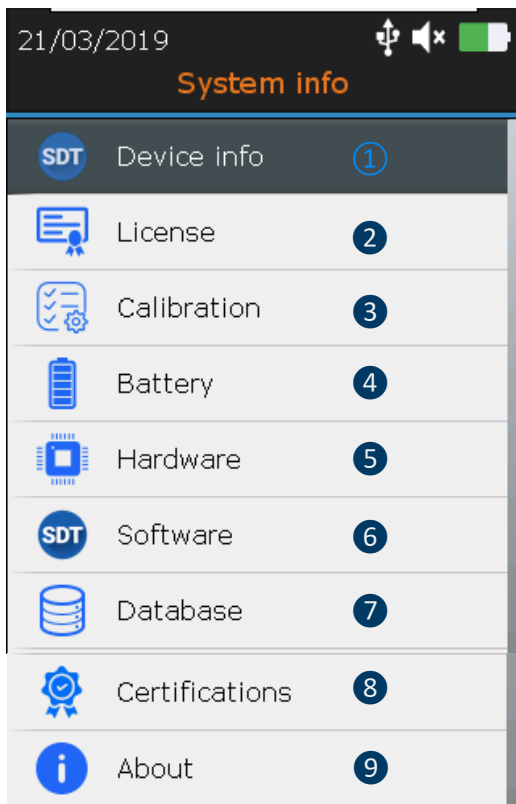 21/03/2019
System info
SDT Device info 1
License 2
Calibration 3
Battery 4
Hardware 5
SDT Software 6
Database 7
Certifications 8
i About 9